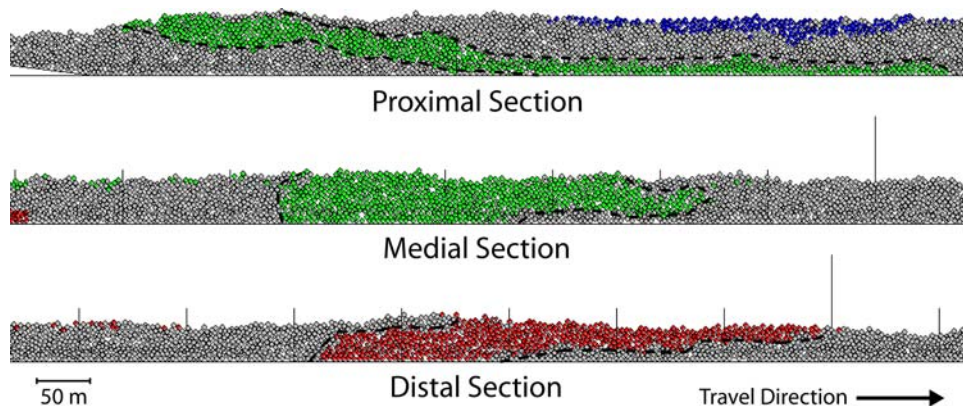 Proximal Section
Medial Section
Distal Section
50 m
Travel Direction